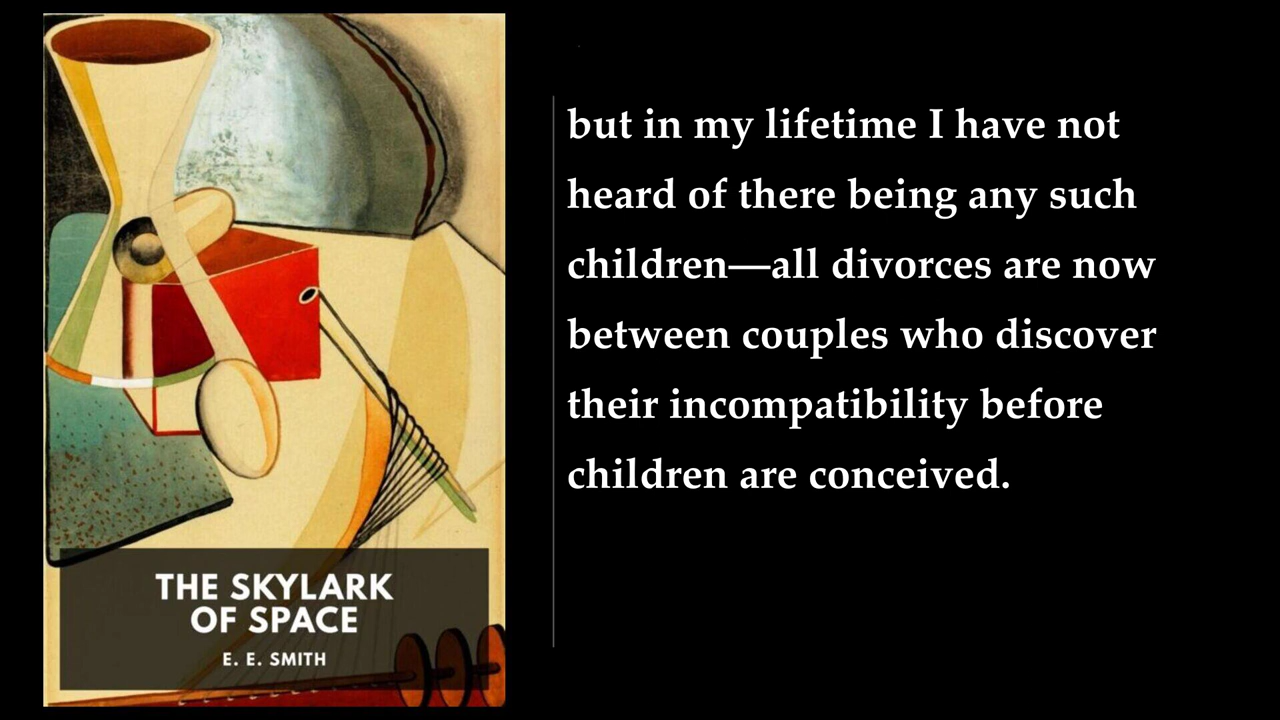 THE SKYLARK
OF SPACE
E. E. SMITH
but in my lifetime I have not
heard of there being any such
children—all divorces are now
between couples who discover
their incompatibility before
children are conceived.